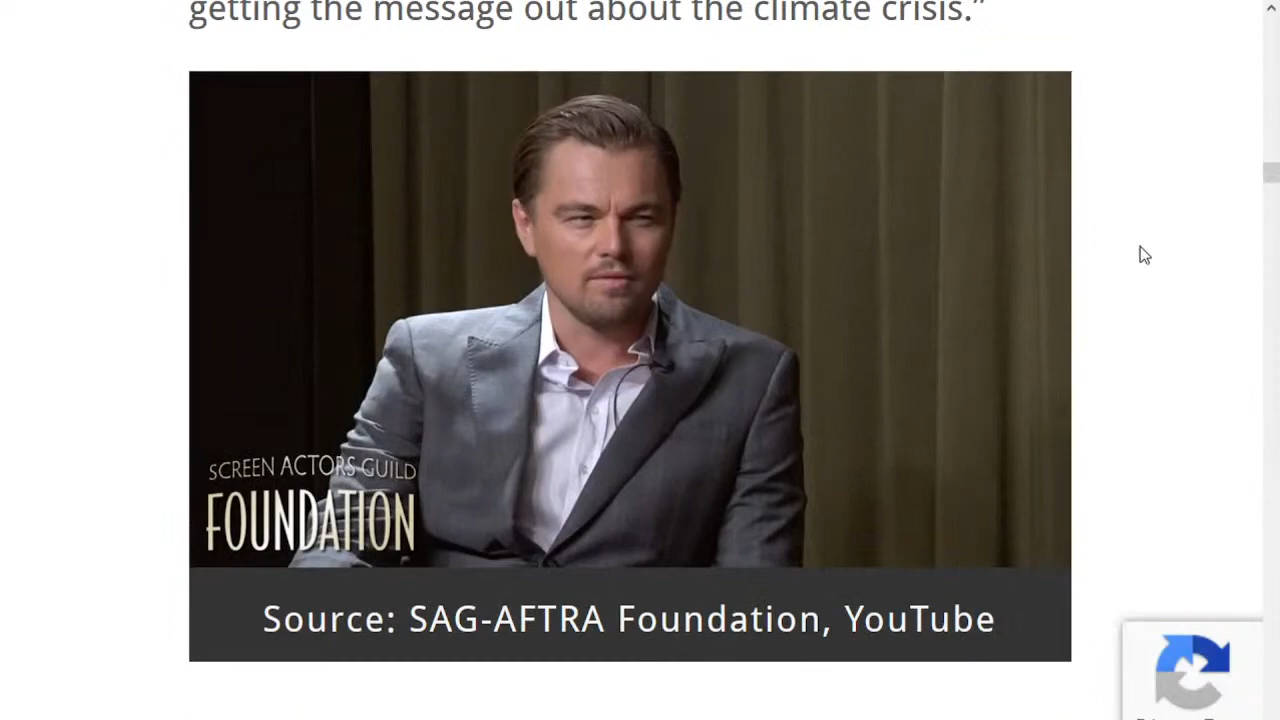 getting the message out about the climate crisis.”
SCREEN ACTORS GUILD
FOUNDATION
Source: SAG-AFTRA Foundation, YouTube